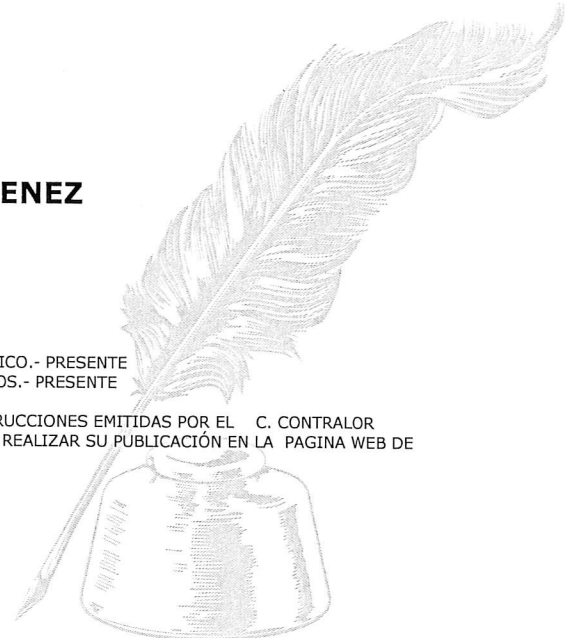 ENEZ
ICO.- PRESENTE
OS.- PRESENTE
RUCCIONES EMITIDAS POR EL C. CONTRALOR
REALIZAR SU PUBLICACIÓN EN LA PAGINA WEB DE